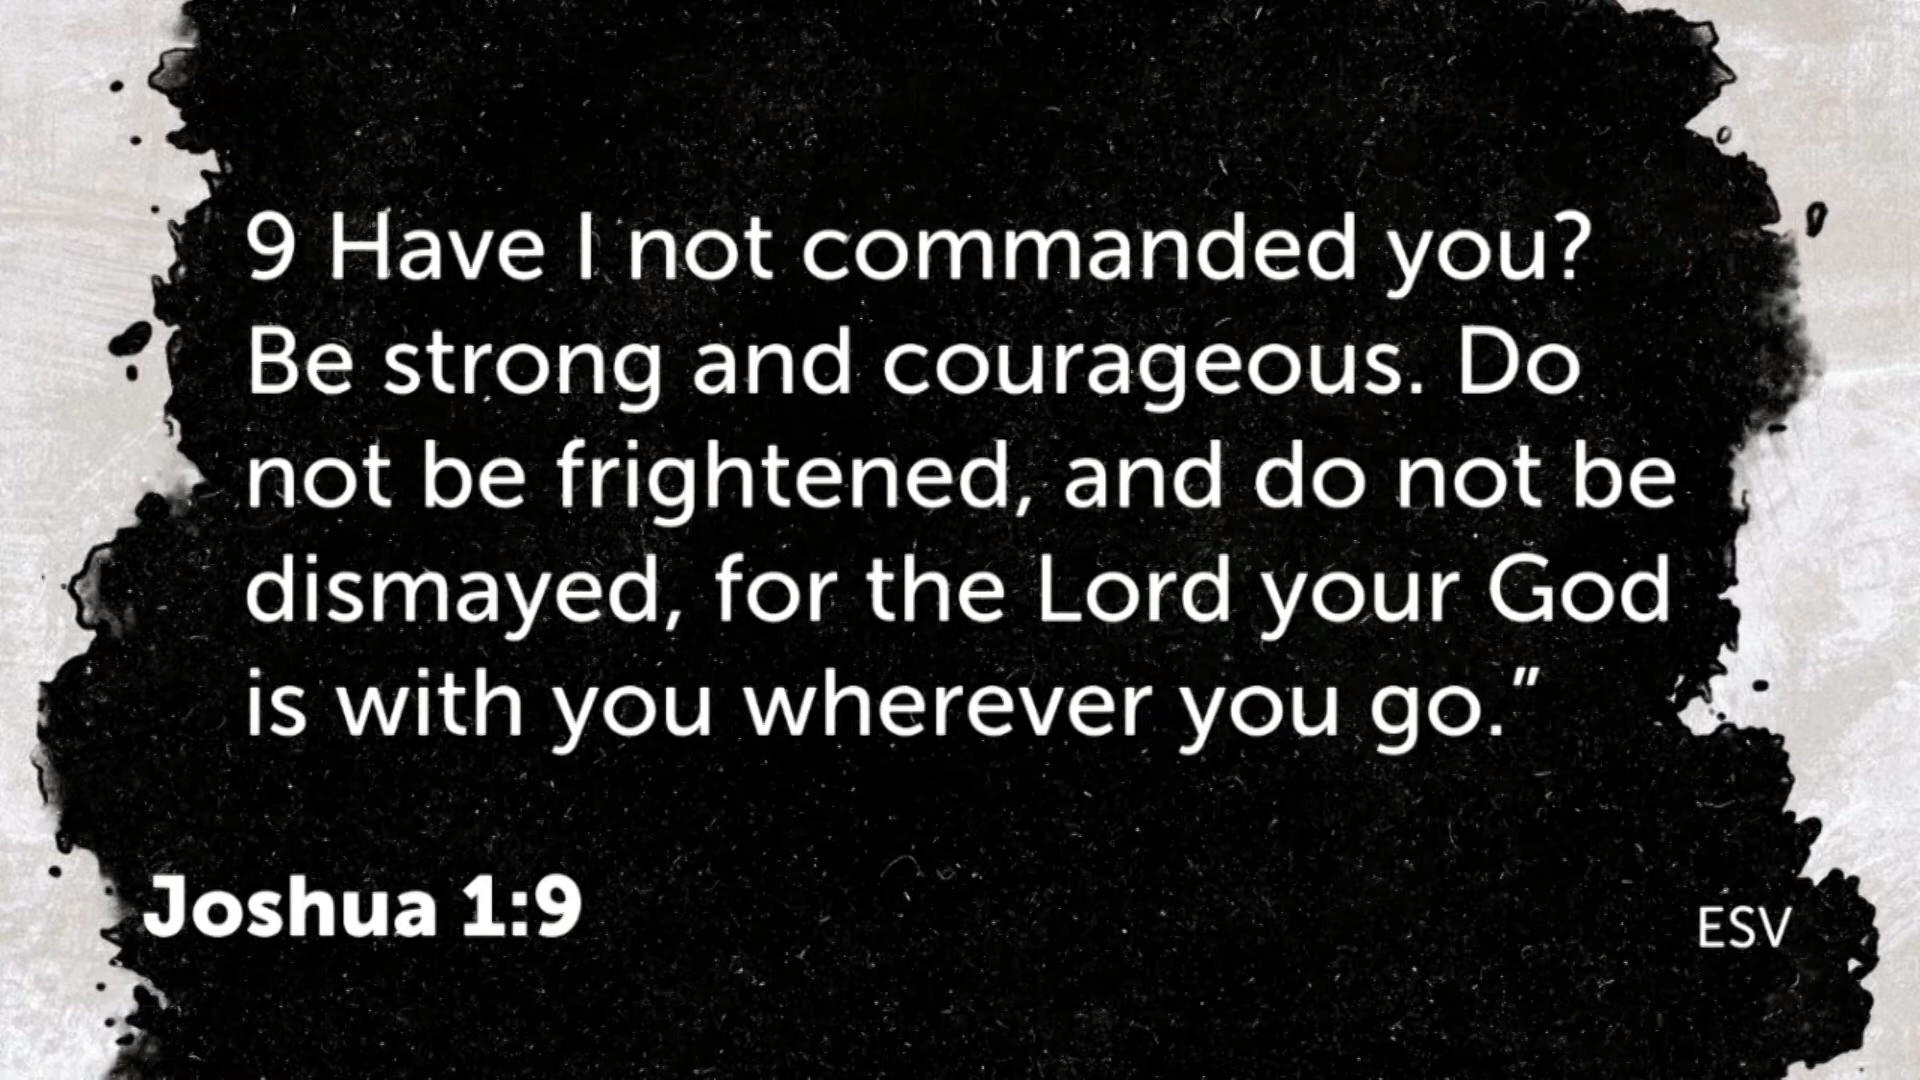 9 Have I not commanded you?
Be strong and courageous. Do
not be frightened, and do not be
dismayed, for the Lord your God
is with you wherever you go."
Joshua 1:9
ESV